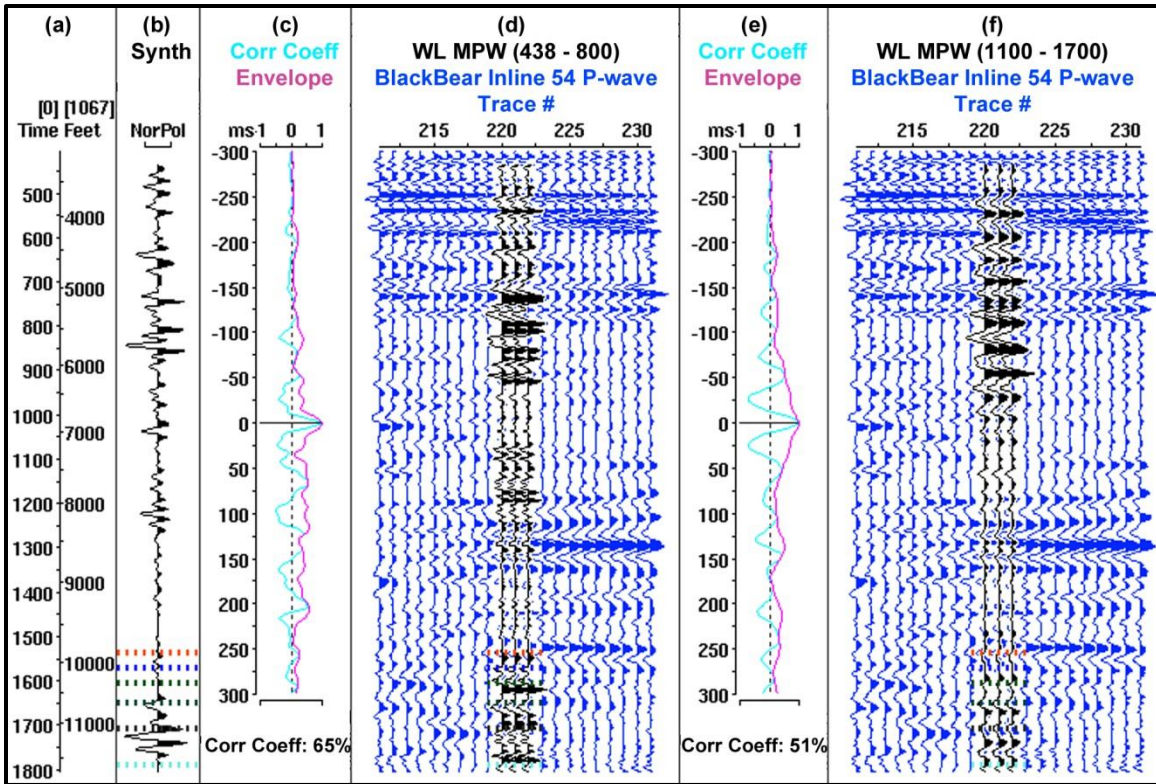 (a) (b) (c) (d) (e) (f)
Synth Corr Coeff WL MPW (438 - 800) Corr Coeff WL MPW (1100 - 1700)
Envelope BlackBear Inline 54 P-wave Envelope BlackBear Inline 54 P-wave
Trace # Trace #
[0] [1067]
Time Feet NorPol ms-1 0 1 215 220 225 230 ms-1 0 1 215 220 225 230
-300 -300
500 -250 -250
4000
600 -200 -200
700 -150 -150
5000
800 -100 -100
6000
900 -50 -50
1000 0 0
7000
1100 50 50
1200 8000 100 100
1300 150 150
9000
1400 200 200
1500 250 250
10000
1600 300 300
1700 11000
Corr Coeff: 65% Corr Coeff: 51%
1800